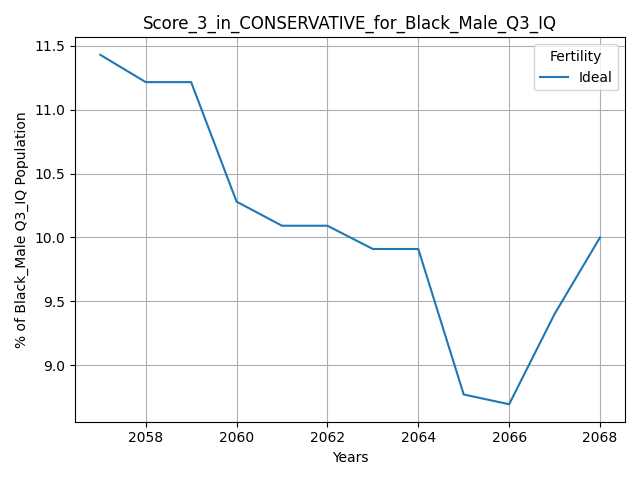 Score_3_in_CONSERVATIVE_for_Black_Male_Q3_IQ
Fertility
Ideal
% of Black_Male Q3_IQ Population
11.5
11.0
10.5
10.0
9.5
9.0
2058 2060 2062 2064 2066 2068
Years